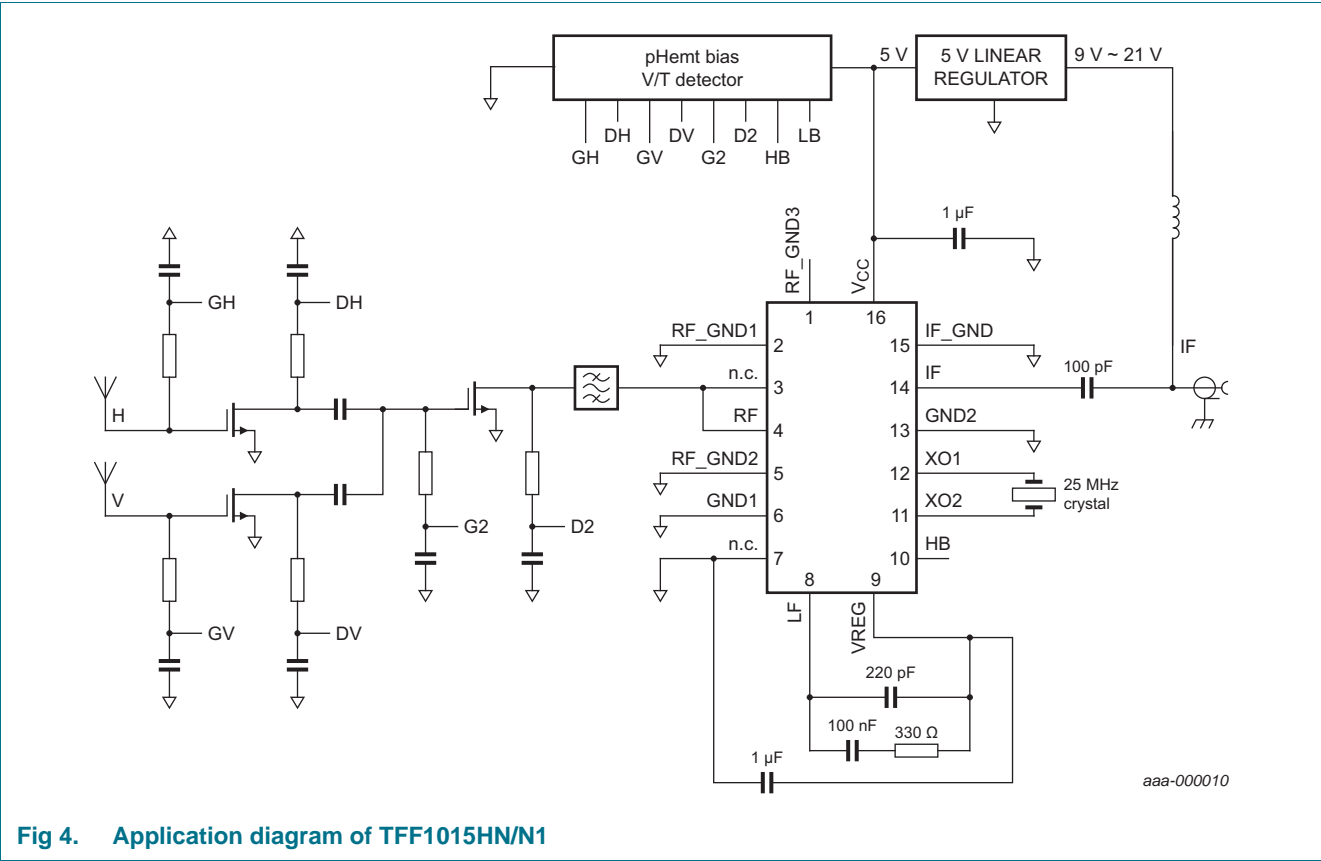 pHemt bias
V/T detector
5 V
5 V LINEAR
REGULATOR
9 V ~ 21 V
DH
DV
D2
LB
GH
GV
G2
HB
1 µF
RF_GND3
VCC
GH
DH
1
16
RF_GND1
2
15
IF_GND
IF
n.c.
3
14
IF
100 pF
H
RF
4
13
GND2
V
RF_GND2
5
12
XO1
25 MHz
crystal
GND1
6
11
XO2
G2
D2
n.c.
7
10
HB
8
9
LF
VREG
GV
DV
220 pF
100 nF
330 Ω
1 µF
aaa-000010
Fig 4. Application diagram of TFF1015HN/N1